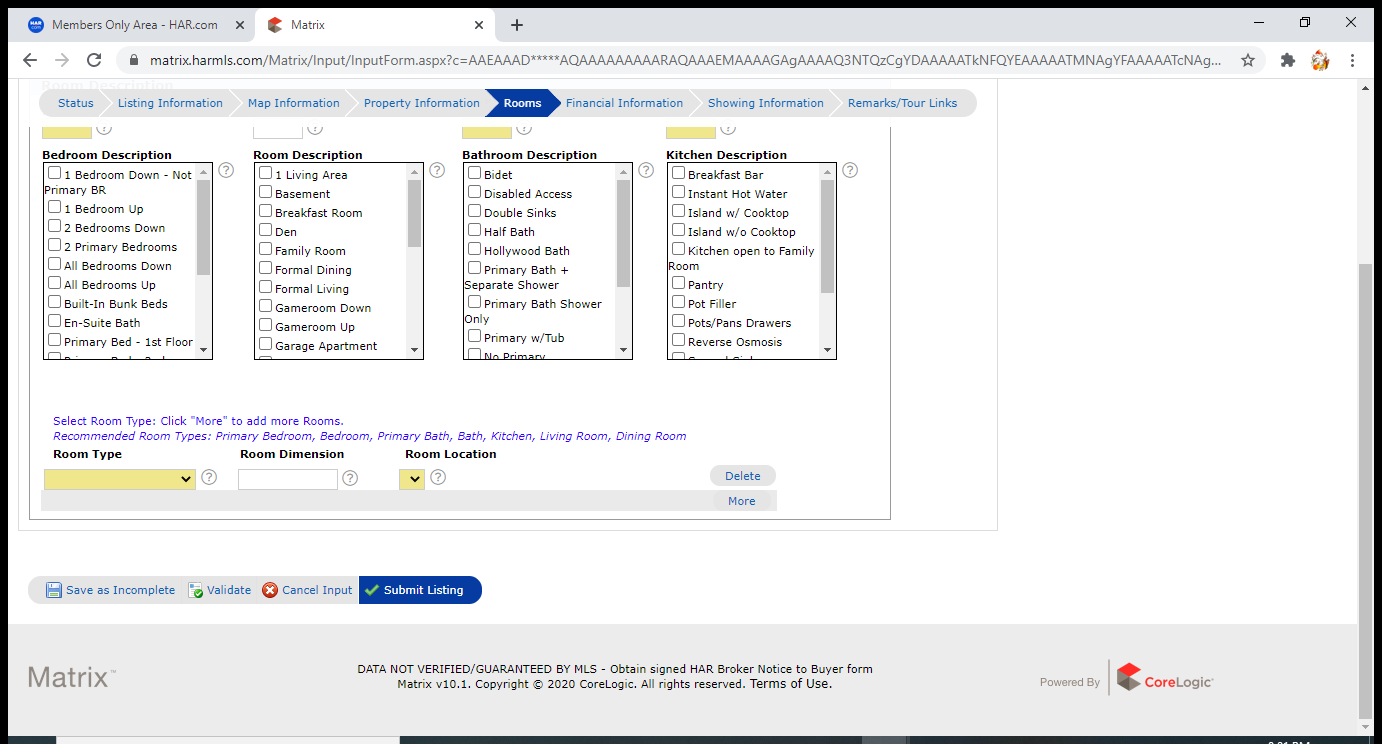 HAR.com Members Only Area - HAR.com
Matrix
matrix.harmls.com/Matrix/Input/InputForm.aspx?c=AAEAAAD*****AQAAAAAAAAARAQAAAEMAAAAGAgAAAAQ3NTQzCgYDAAAAATkNFQYEAAAAATMNAgYFAAAAATcNAg...
Room Description
Status
Listing Information
Map Information
Property Information
Rooms
Financial Information
Showing Information
Remarks/Tour Links
Bedroom Description
1 Bedroom Down - Not
Primary BR
1 Bedroom Up
2 Bedrooms Down
2 Primary Bedrooms
All Bedrooms Down
All Bedrooms Up
Built-In Bunk Beds
En-Suite Bath
Primary Bed - 1st Floor
Room Description
1 Living Area
Basement
Breakfast Room
Den
Family Room
Formal Dining
Formal Living
Gameroom Down
Gameroom Up
Garage Apartment
Bathroom Description
Bidet
Disabled Access
Double Sinks
Half Bath
Hollywood Bath
Primary Bath +
Separate Shower
Primary Bath Shower
Only
Primary w/Tub
No Primary
Kitchen Description
Breakfast Bar
Instant Hot Water
Island w/ Cooktop
Island w/o Cooktop
Kitchen open to Family
Room
Pantry
Pot Filler
Pots/Pans Drawers
Reverse Osmosis
Select Room Type: Click "More" to add more Rooms.
Recommended Room Types: Primary Bedroom, Bedroom, Primary Bath, Bath, Kitchen, Living Room, Dining Room
Room Type
Room Dimension
Room Location
Delete
More
Save as Incomplete
Validate
Cancel Input
Submit Listing
Matrix™
DATA NOT VERIFIED/GUARANTEED BY MLS - Obtain signed HAR Broker Notice to Buyer form
Matrix v10.1. Copyright © 2020 CoreLogic. All rights reserved. Terms of Use.
Powered By
CoreLogic